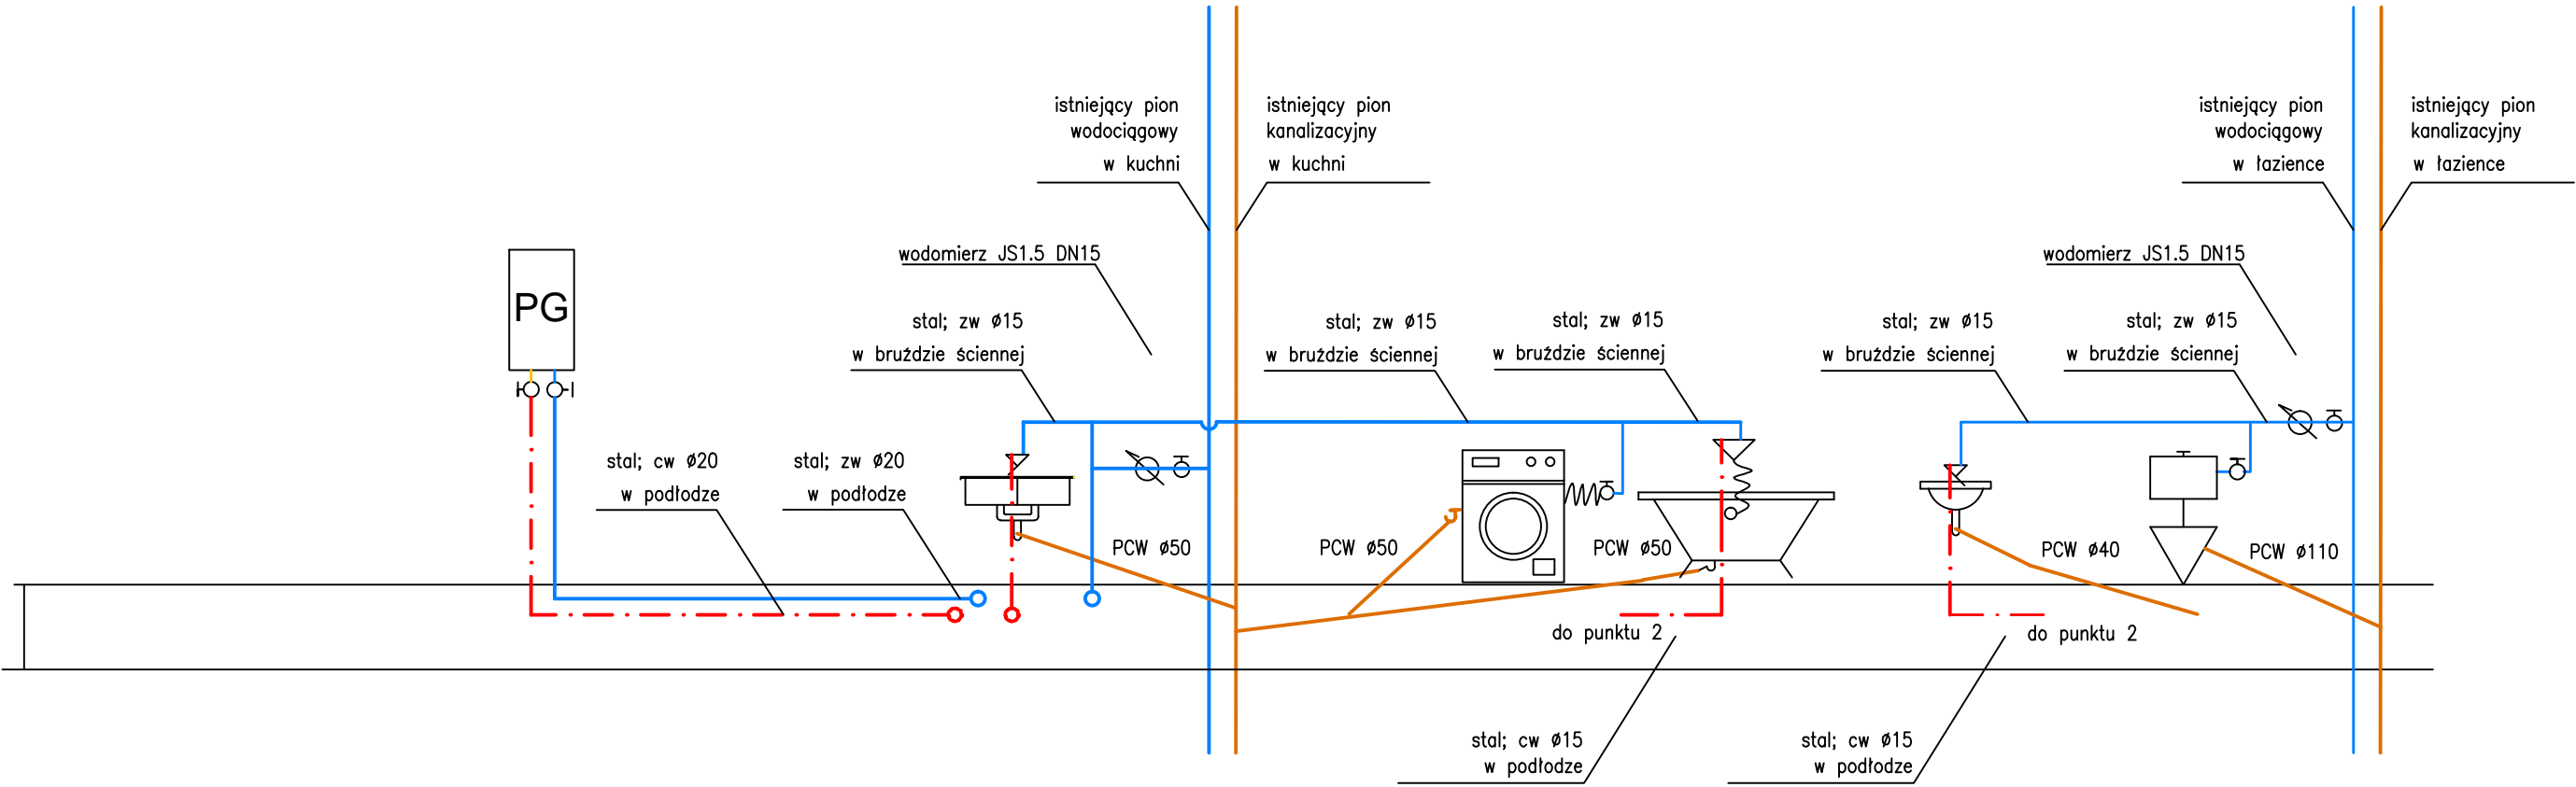 istniejący pion
wodociągowy
w kuchni
istniejący pion
kanalizacyjny
w kuchni
istniejący pion
wodociągowy
w łazience
istniejący pion
kanalizacyjny
w łazience
wodomierz JS1.5 DN15
wodomierz JS1.5 DN15
PG
stal; zw ø15
w bruździe ściennej
stal; zw ø15
w bruździe ściennej
stal; zw ø15
w bruździe ściennej
stal; zw ø15
w bruździe ściennej
stal; zw ø15
w bruździe ściennej
stal; cw ø20
w podłodze
stal; zw ø20
w podłodze
PCW ø50
PCW ø50
PCW ø50
PCW ø40
PCW ø110
do punktu 2
do punktu 2
stal; cw ø15
w podłodze
stal; cw ø15
w podłodze